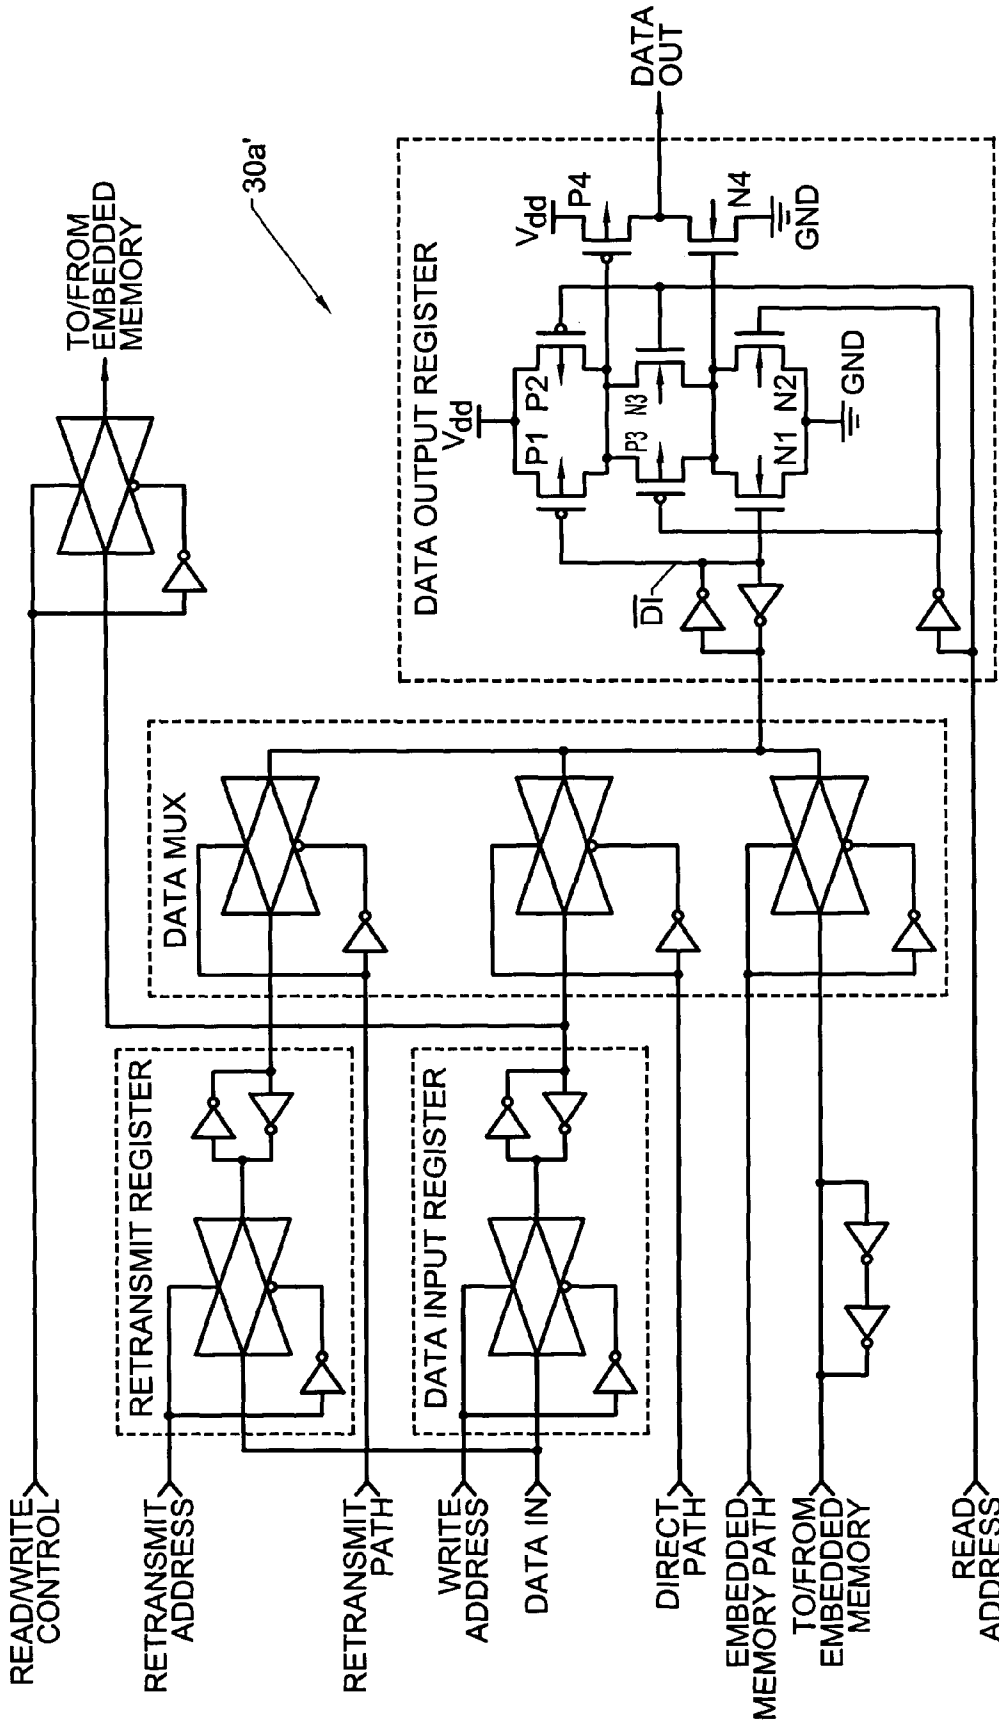 READ/WRITE
CONTROL
RETRANSMIT
ADDRESS
RETRANSMIT
PATH
WRITE
ADDRESS
DATA IN
DIRECT
PATH
EMBEDDED
MEMORY PATH
TO/FROM
EMBEDDED
MEMORY
READ
ADDRESS
RETRANSMIT REGISTER
DATA INPUT REGISTER
DATA MUX
TO/FROM
EMBEDDED
MEMORY
30a'
DATA OUTPUT REGISTER
Vdd
P1
P2
P3
N3
N1
N2
GND
DI
Vdd
P4
N4
GND
DATA
OUT